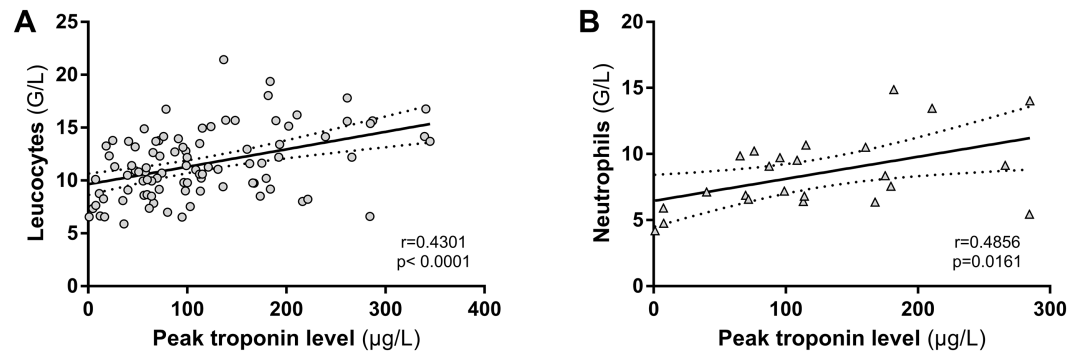 A
Leucocytes (G/L)
25
20
15
10
5
0
r=0.4301
p< 0.0001
0 100 200 300 400
Peak troponin level (µg/L)
B
Neutrophils (G/L)
20
15
10
5
0
r=0.4856
p=0.0161
0 100 200 300
Peak troponin level (µg/L)